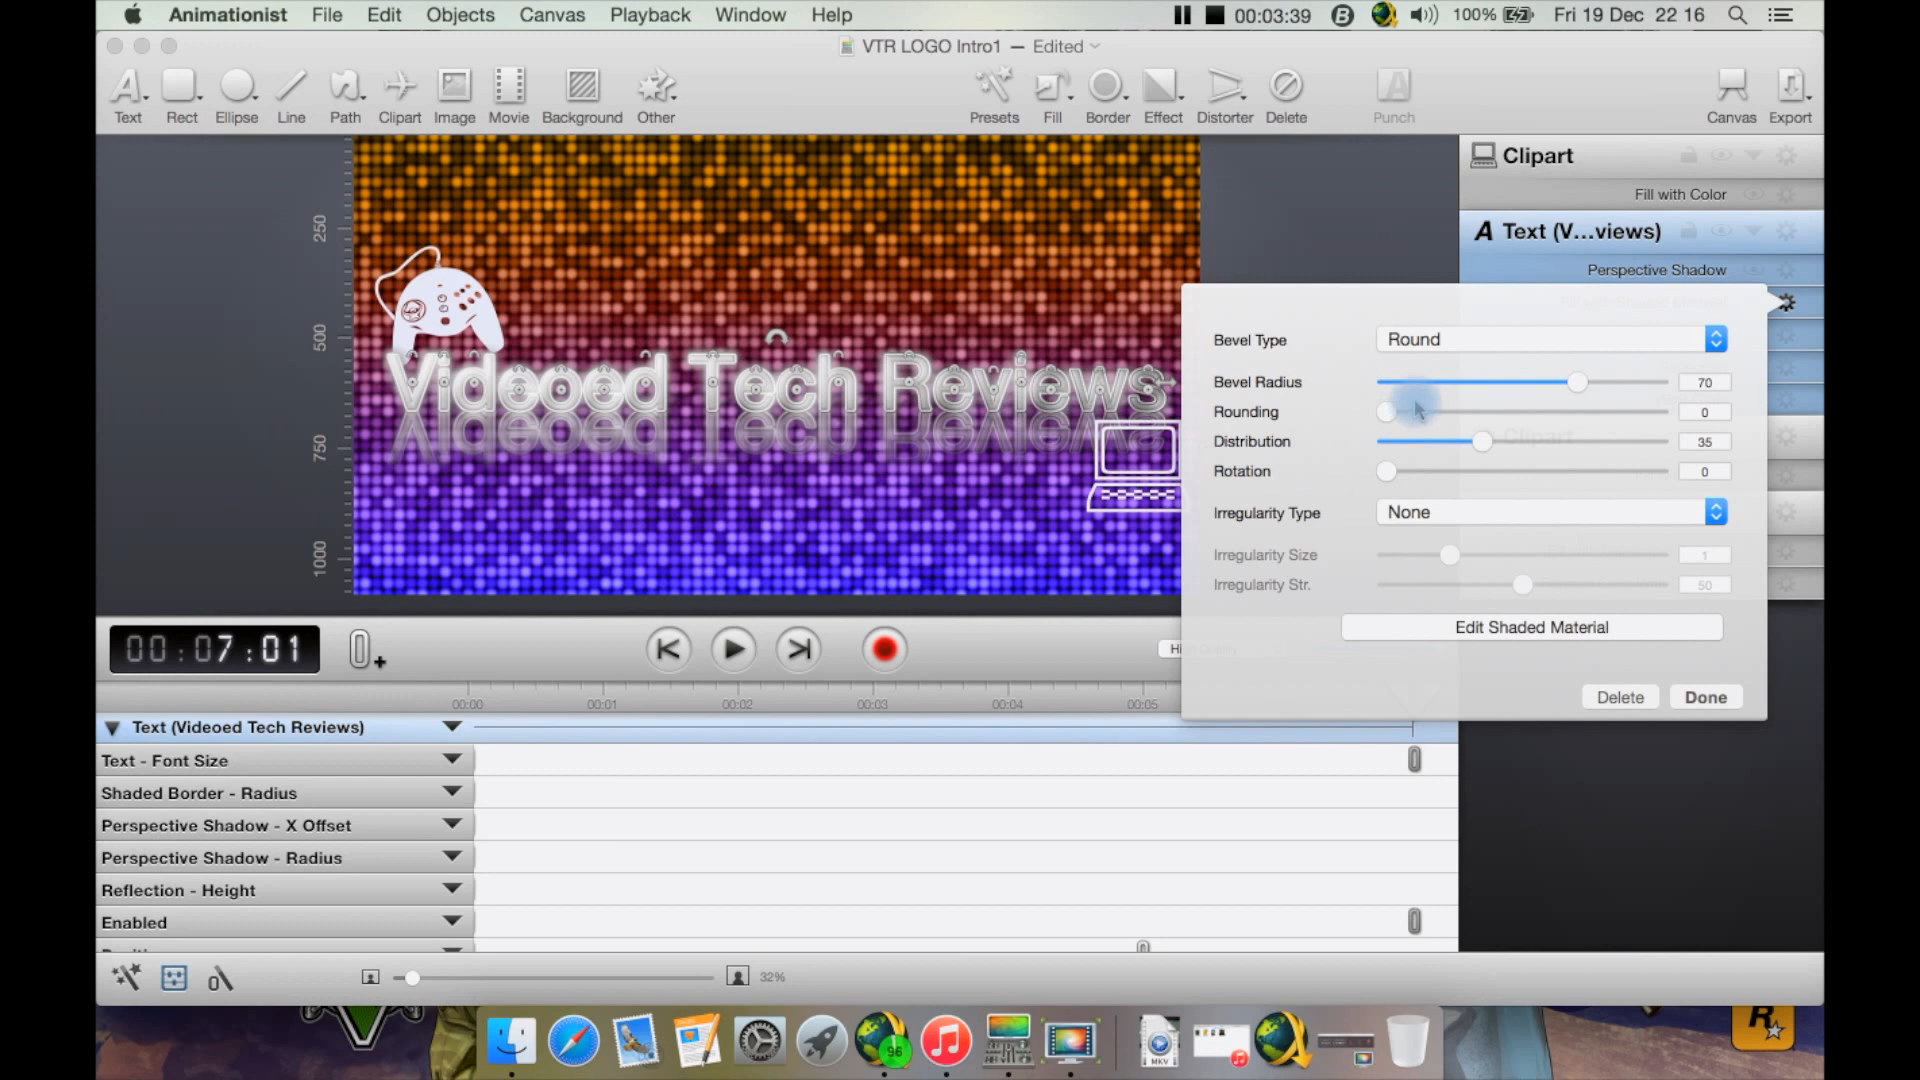 Animationist File Edit Objects Canvas Playback Window Help 00:03:39 100% Fri 19 Dec 22 16
VTR LOGO Intro1 — Edited
Text Rect Ellipse Line Path Clipart Image Movie Background Other Presets Fill Border Effect Distorter Delete Punch Canvas Export
Clipart
Fill with Color
Text (V...views)
Perspective Shadow
250
500
750
1000
Videoed Tech Reviews
Bevel Type Round
Bevel Radius 70
Rounding 0
Distribution 35
Clipart
Rotation 0
Irregularity Type None
Irregularity Size 1
Irregularity Str. 50
Edit Shaded Material
Delete Done
00:07:01
00:00 00:01 00:02 00:03 00:04 00:05
Text (Videoed Tech Reviews)
Text - Font Size
Shaded Border - Radius
Perspective Shadow - X Offset
Perspective Shadow - Radius
Reflection - Height
Enabled
32%
96
MKV
R